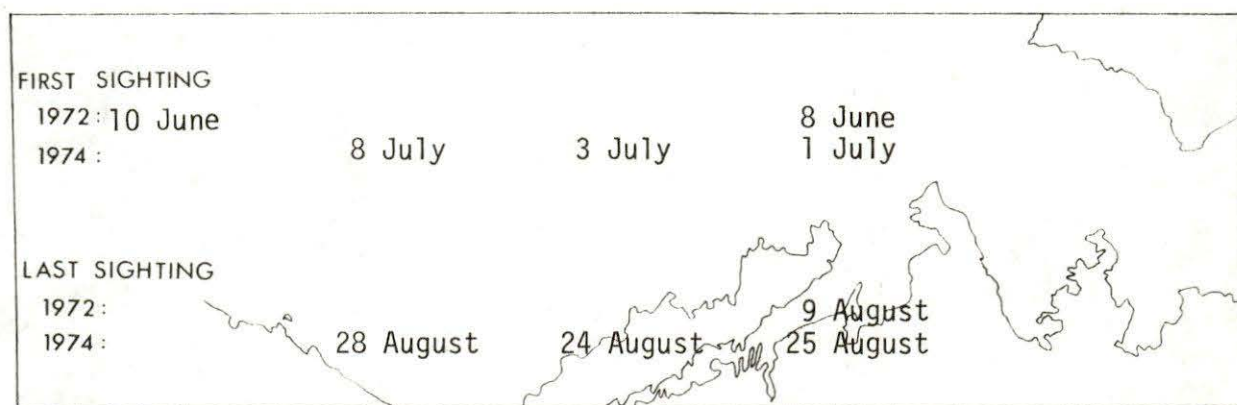 FIRST SIGHTING
1972: 10 June 8 June
1974: 8 July 3 July 1 July
LAST SIGHTING
1972: 9 August
1974: 28 August 24 August 25 August